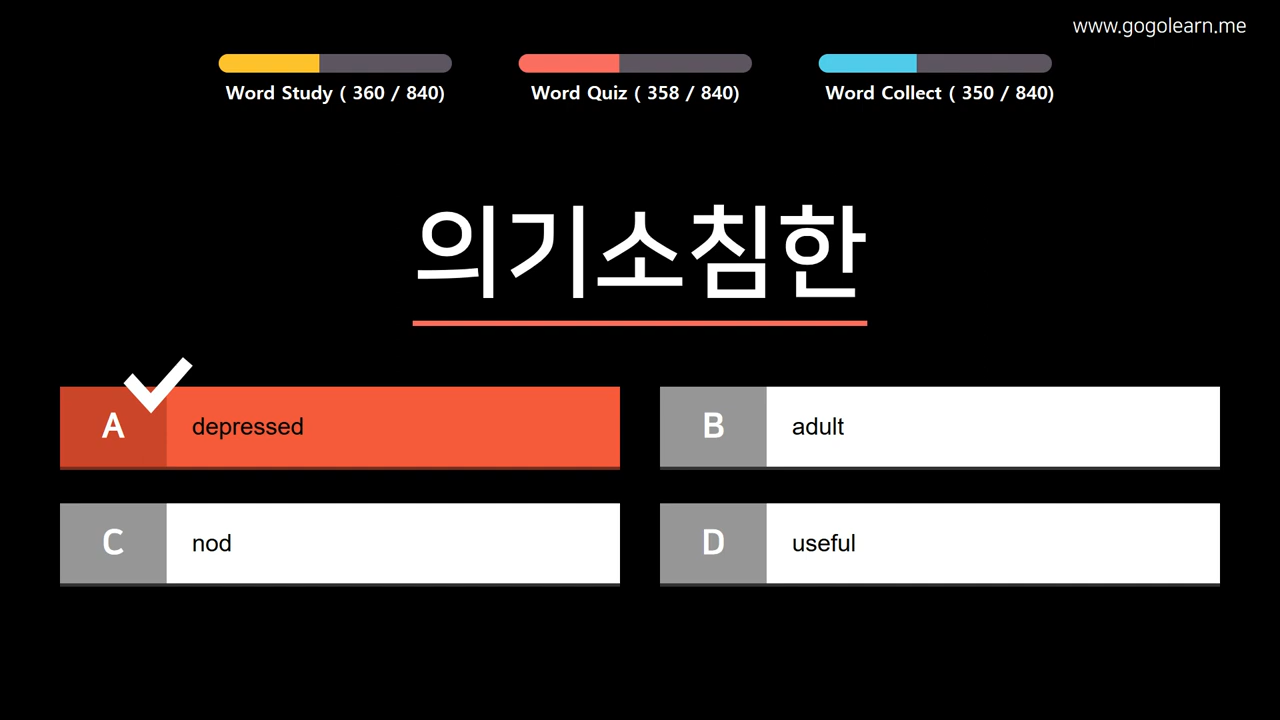 www.gogolearn.me
Word Study ( 360 / 840)
Word Quiz ( 358 / 840)
Word Collect ( 350 / 840)
의기소침한
A depressed
B adult
C nod
D useful